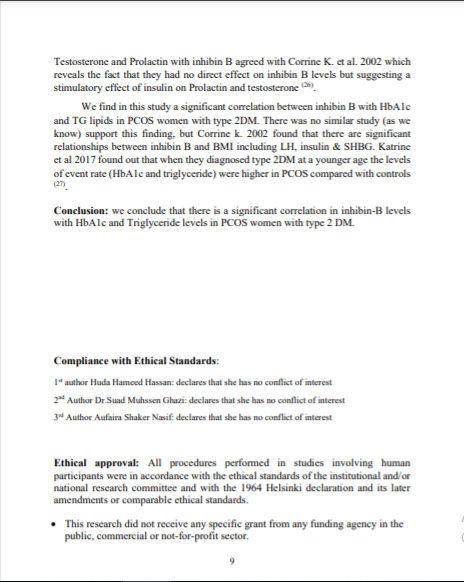 Testosterone and Prolactin with inhibin B agreed with Corrine K. et al. 2002 which
reveals the fact that they had no direct effect on inhibin B levels but suggesting a
stimulatory effect of insulin on Prolactin and testosterone (26).
We find in this study a significant correlation between inhibin B with HbA1c
and TG lipids in PCOS women with type 2DM. There was no similar study (as we
know) support this finding, but Corrine k. 2002 found that there are significant
relationships between inhibin B and BMI including LH, insulin & SHBG. Katrine
et al 2017 found out that when they diagnosed type 2DM at a younger age the levels
of event rate (HbA1c and triglyceride) were higher in PCOS compared with controls
(27).
Conclusion: we conclude that there is a significant correlation in inhibin-B levels
with HbA1c and Triglyceride levels in PCOS women with type 2 DM.
Compliance with Ethical Standards:
1st author Huda Hameed Hassan: declares that she has no conflict of interest
2nd Author Dr.Suad Muhssen Ghazi: declares that she has no conflict of interest
3rd Author Aufaira Shaker Nasif: declares that she has no conflict of interest
Ethical approval: All procedures performed in studies involving human
participants were in accordance with the ethical standards of the institutional and/or
national research committee and with the 1964 Helsinki declaration and its later
amendments or comparable ethical standards.
• This research did not receive any specific grant from any funding agency in the
public, commercial or not-for-profit sector.
9